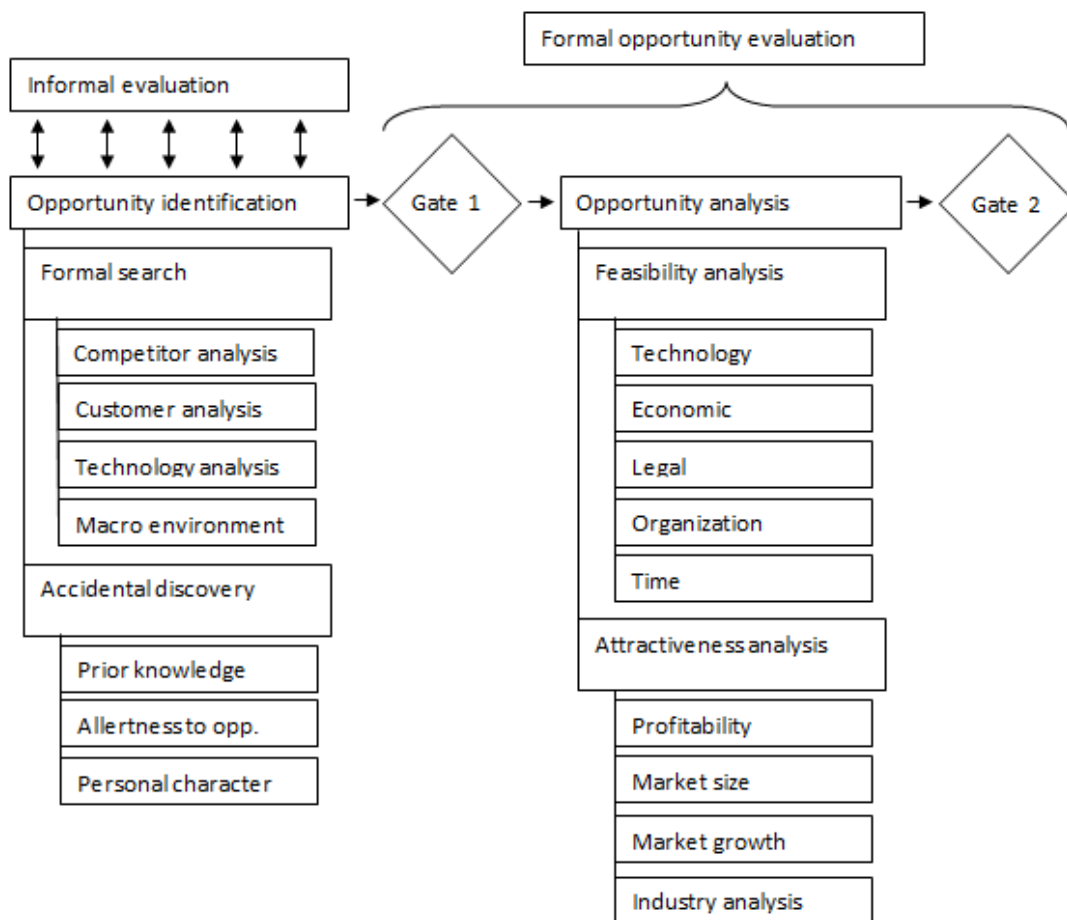 Formal opportunity evaluation
Informal evaluation
Opportunity identification
Gate 1
Opportunity analysis
Gate 2
Formal search
Competitor analysis
Customer analysis
Technology analysis
Macro environment
Accidental discovery
Prior knowledge
Allertness to opp.
Personal character
Feasibility analysis
Technology
Economic
Legal
Organization
Time
Attractiveness analysis
Profitability
Market size
Market growth
Industry analysis